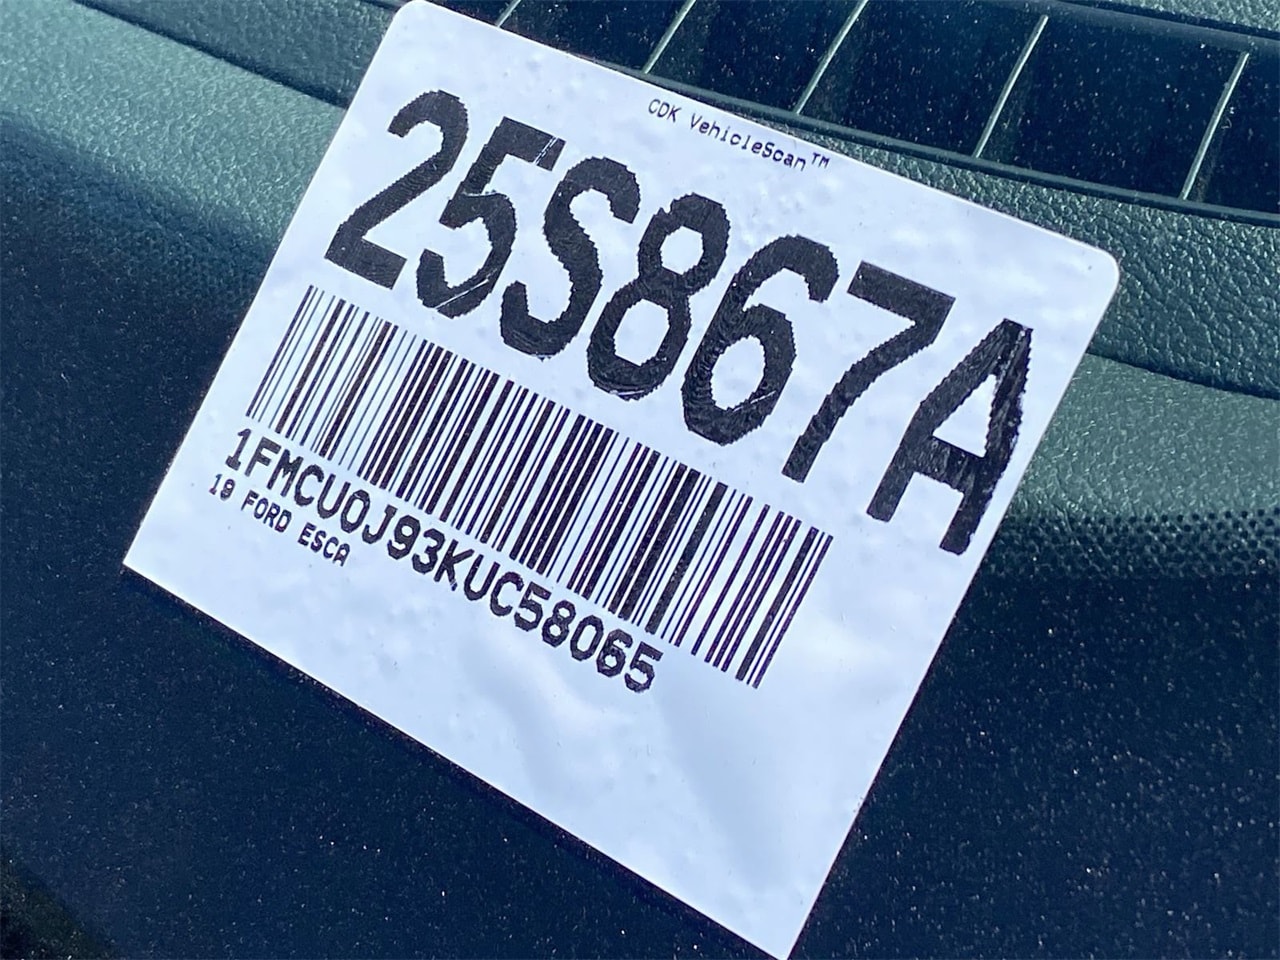 CDK VehicleScan™
25S867A
1FMCU0J93KUC58065
19 FORD ESCA